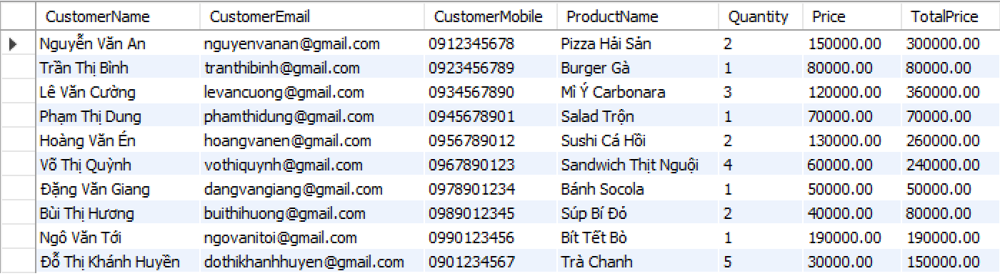 CustomerName CustomerEmail CustomerMobile ProductName Quantity Price TotalPrice
Nguyễn Văn An nguyenvanan@gmail.com 0912345678 Pizza Hải Sản 2 150000.00 300000.00
Trần Thị Bình tranthibinh@gmail.com 0923456789 Burger Gà 1 80000.00 80000.00
Lê Văn Cường levancuong@gmail.com 0934567890 Mì Ý Carbonara 3 120000.00 360000.00
Phạm Thị Dung phamthidung@gmail.com 0945678901 Salad Trộn 1 70000.00 70000.00
Hoàng Văn Én hoangvanen@gmail.com 0956789012 Sushi Cá Hồi 2 130000.00 260000.00
Võ Thị Quỳnh vothiquynh@gmail.com 0967890123 Sandwich Thịt Nguội 4 60000.00 240000.00
Đặng Văn Giang dangvangiang@gmail.com 0978901234 Bánh Socola 1 50000.00 50000.00
Bùi Thị Hương buithihuong@gmail.com 0989012345 Súp Bí Đỏ 2 40000.00 80000.00
Ngô Văn Tới ngovanitoi@gmail.com 0990123456 Bít Tết Bò 1 190000.00 190000.00
Đỗ Thị Khánh Huyền dothikhanhhuyen@gmail.com 0901234567 Trà Chanh 5 30000.00 150000.00